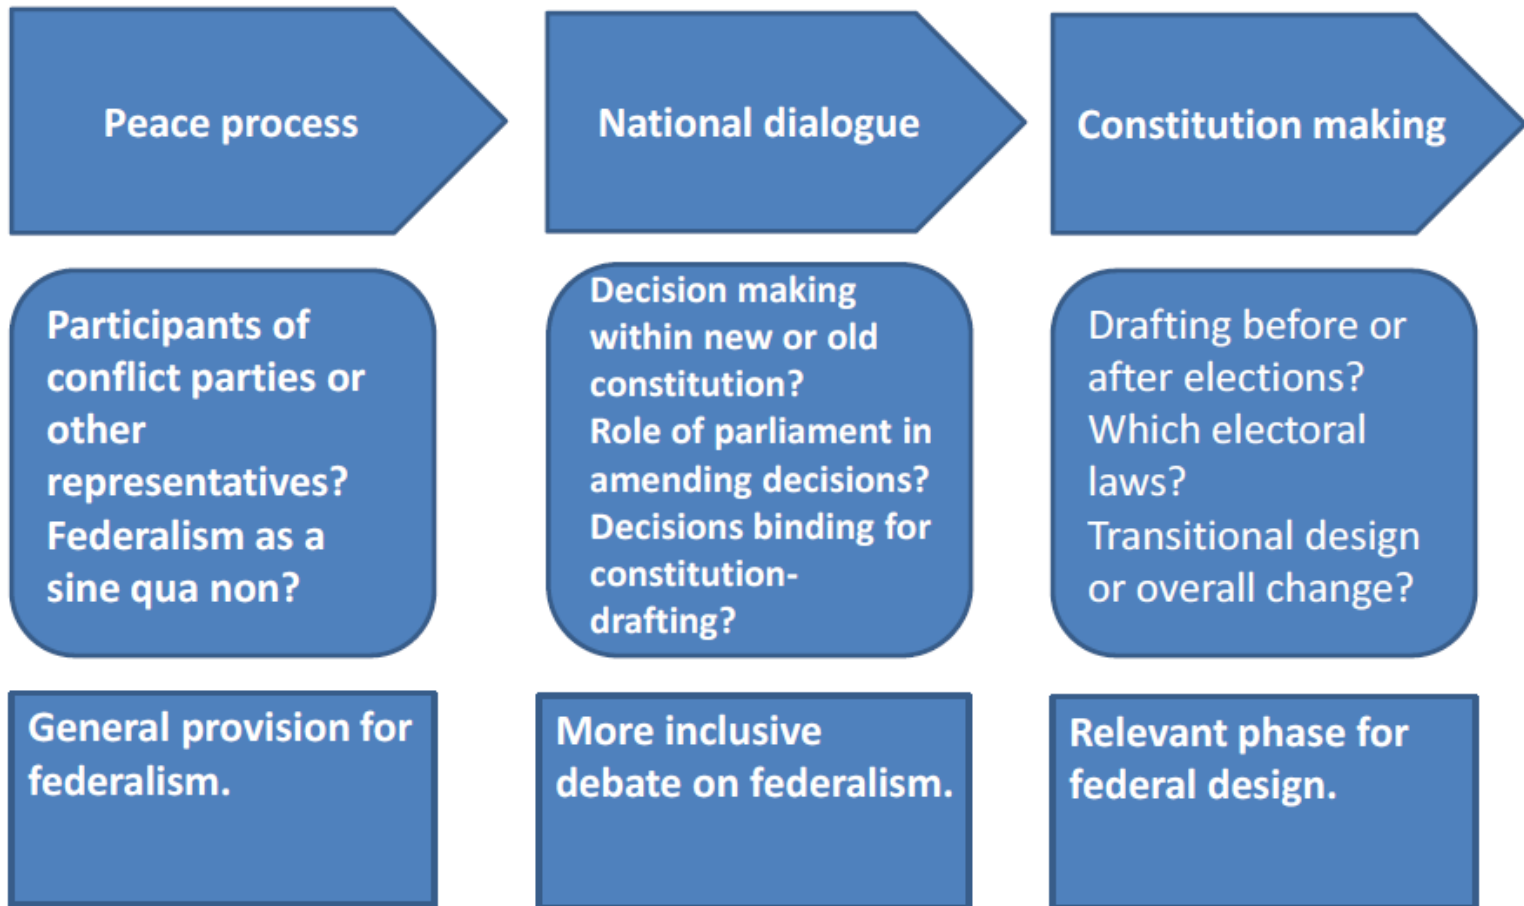 Peace process
National dialogue
Constitution making
Participants of
conflict parties or
other
representatives?
Federalism as a
sine qua non?
Decision making
within new or old
constitution?
Role of parliament in
amending decisions?
Decisions binding for
constitution-
drafting?
Drafting before or
after elections?
Which electoral
laws?
Transitional design
or overall change?
General provision for
federalism.
More inclusive
debate on federalism.
Relevant phase for
federal design.